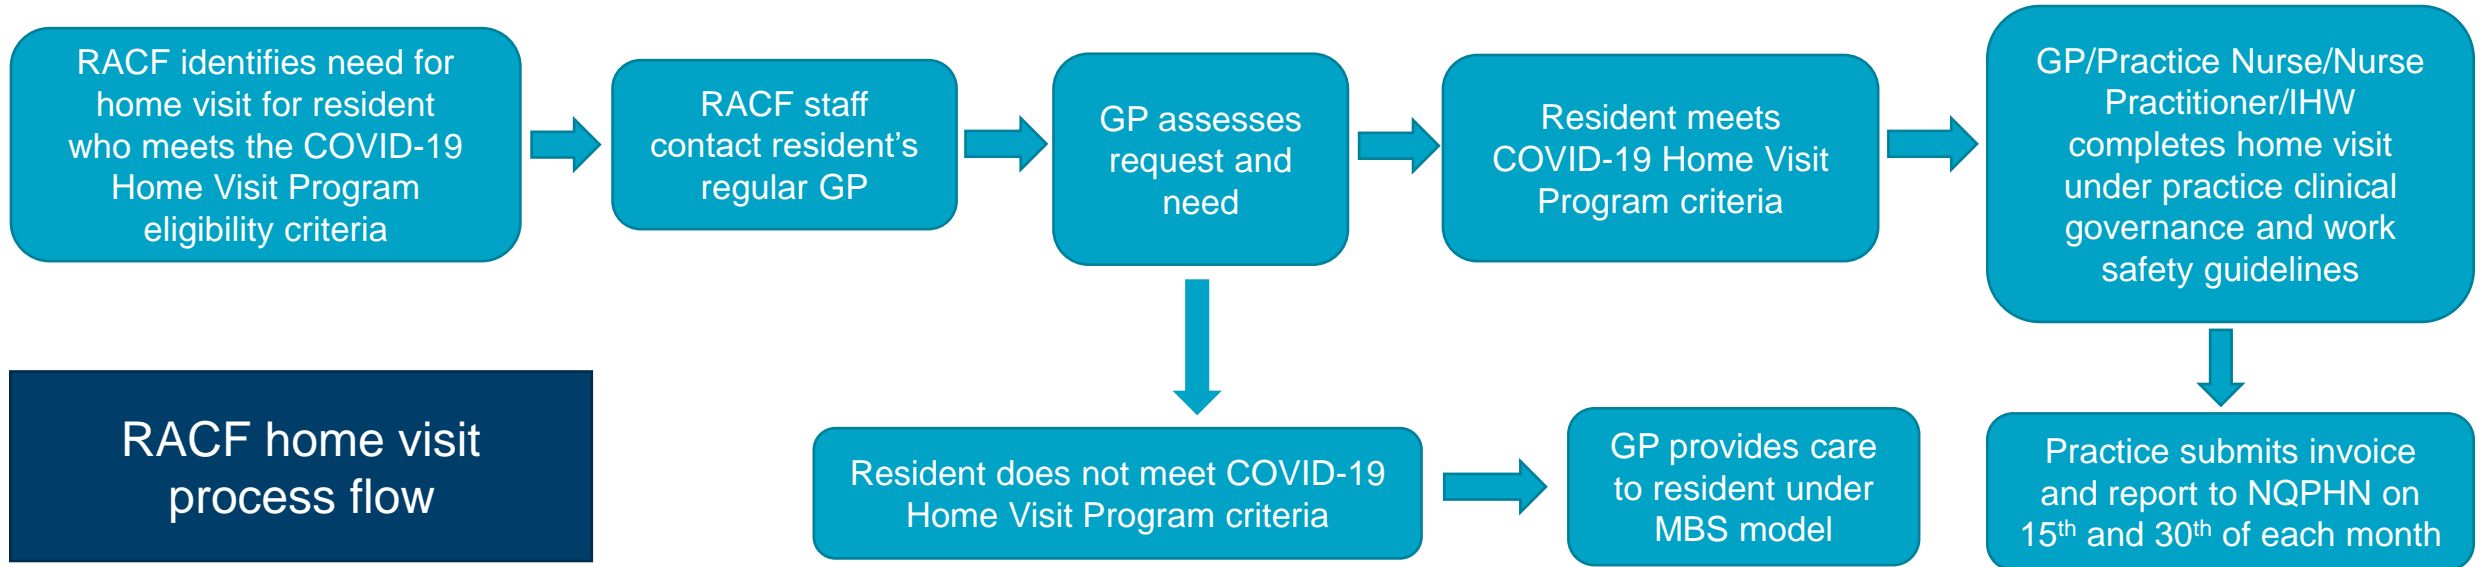 RACF identifies need for
home visit for resident
who meets the COVID-19
Home Visit Program
eligibility criteria
RACF staff
contact resident’s
regular GP
GP assesses
request and
need
Resident meets
COVID-19 Home Visit
Program criteria
GP/Practice Nurse/Nurse
Practitioner/IHW
completes home visit
under practice clinical
governance and work
safety guidelines
RACF home visit
process flow
Resident does not meet COVID-19
Home Visit Program criteria
GP provides care
to resident under
MBS model
Practice submits invoice
and report to NQPHN on
15th and 30th of each month